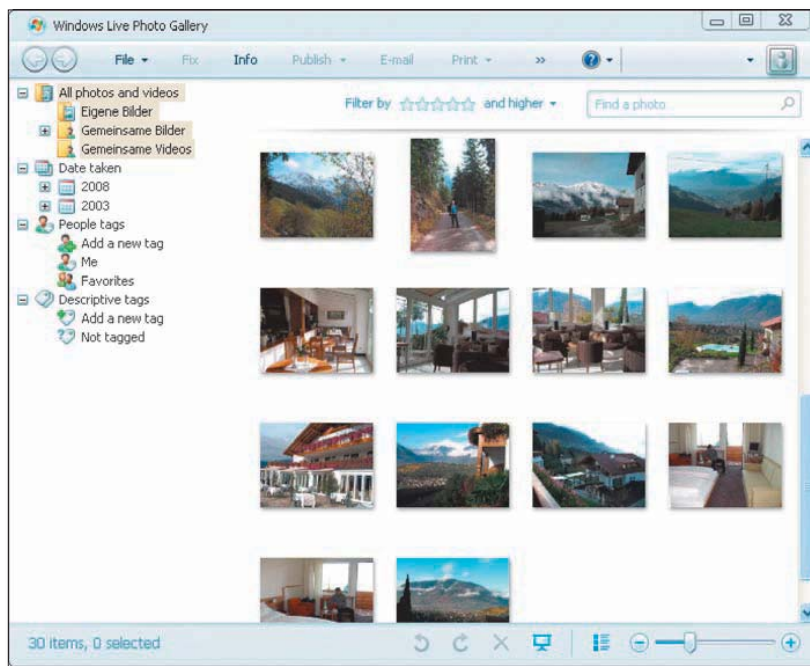 Windows Live Photo Gallery
File Fix Info Publish E-mail Print »
Filter by and higher Find a photo
All photos and videos
Eigene Bilder
Gemeinsame Bilder
Gemeinsame Videos
Date taken
2008
2003
People tags
Add a new tag
Me
Favorites
Descriptive tags
Add a new tag
Not tagged
30 items, 0 selected